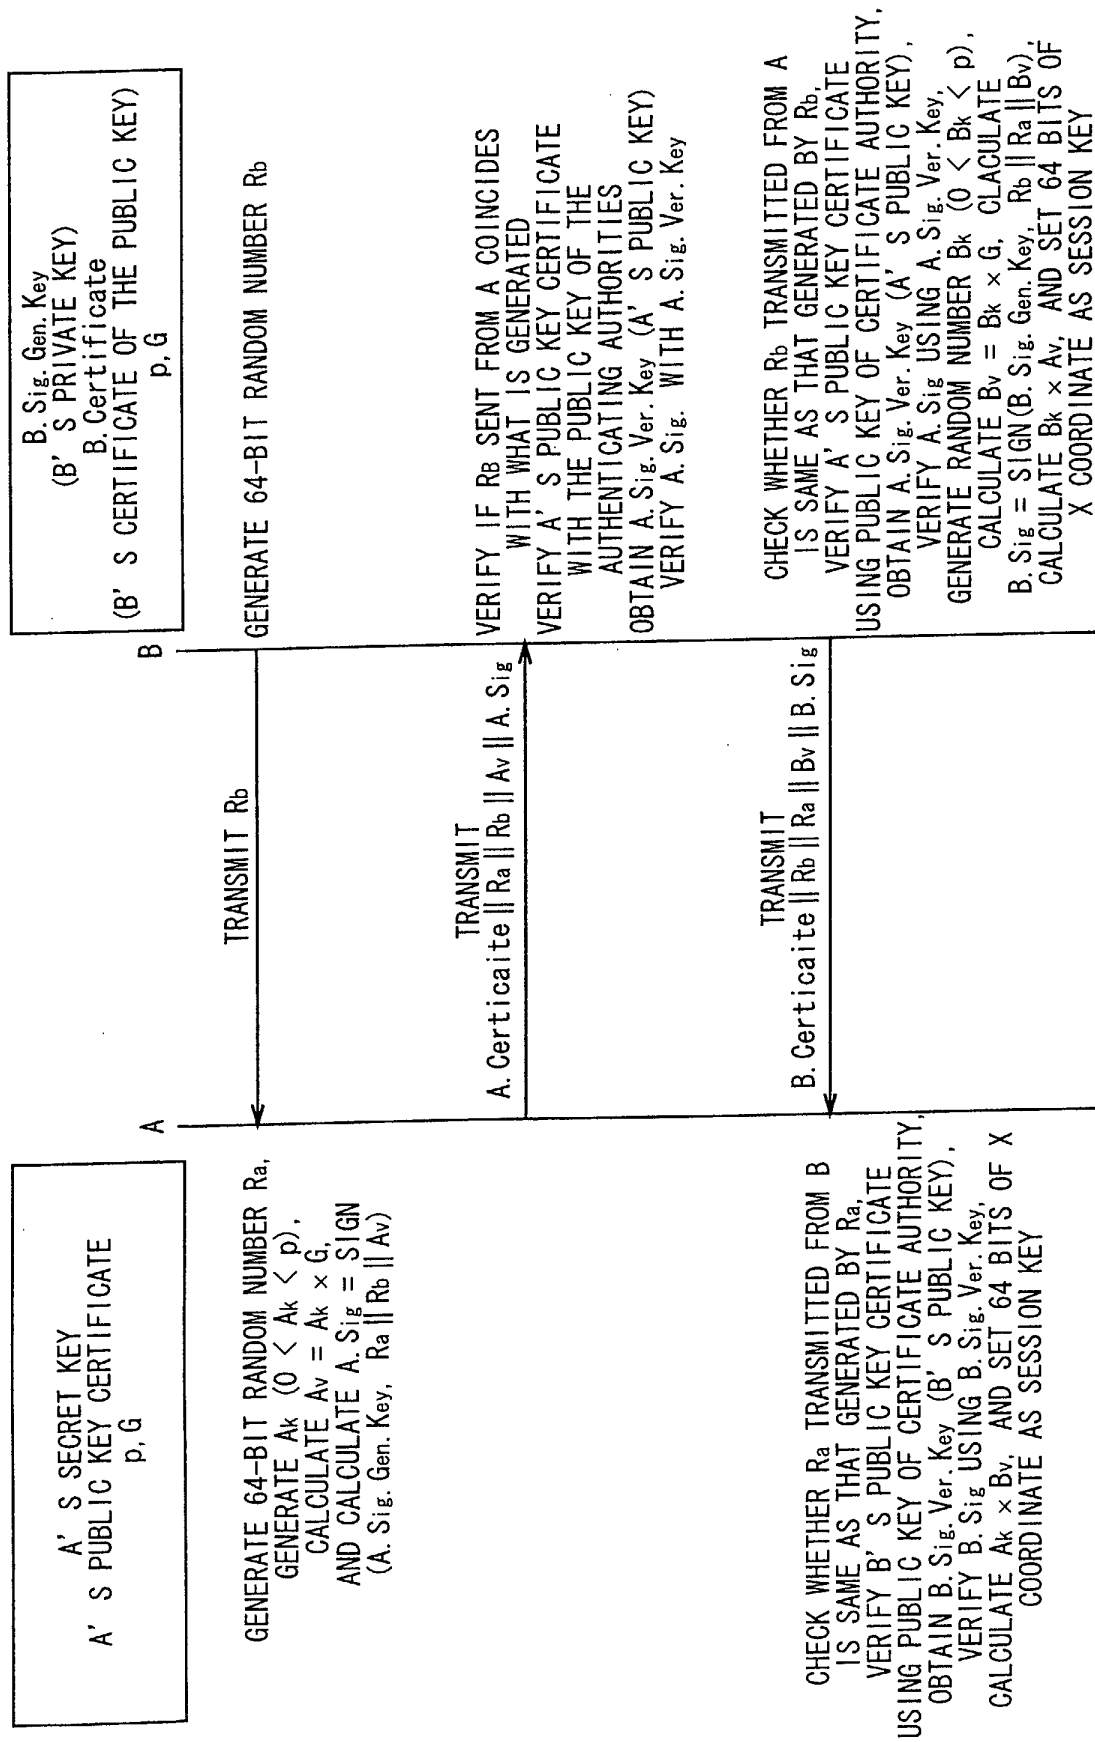 A' S SECRET KEY
A' S PUBLIC KEY CERTIFICATE
p, G
B. Sig. Gen. Key
(B' S PRIVATE KEY)
B. Certificate
(B' S CERTIFICATE OF THE PUBLIC KEY)
p, G
A
B
GENERATE 64-BIT RANDOM NUMBER Rb
TRANSMIT Rb
GENERATE 64-BIT RANDOM NUMBER Ra,
GENERATE Ak (0 < Ak < p),
CALCULATE Av = Ak × G,
AND CALCULATE A. Sig = SIGN
(A. Sig. Gen. Key, Ra || Rb || Av)
TRANSMIT
A. Certicaite || Ra || Rb || Av || A. Sig
VERIFY IF RB SENT FROM A COINCIDES
WITH WHAT IS GENERATED
VERIFY A' S PUBLIC KEY CERTIFICATE
WITH THE PUBLIC KEY OF THE
AUTHENTICATING AUTHORITIES
OBTAIN A. Sig. Ver. Key (A' S PUBLIC KEY)
VERIFY A. Sig. WITH A. Sig. Ver. Key
TRANSMIT
B. Certicaite || Rb || Ra || Bv || B. Sig
CHECK WHETHER Rb TRANSMITTED FROM A
IS SAME AS THAT GENERATED BY Rb,
VERIFY A' S PUBLIC KEY CERTIFICATE
USING PUBLIC KEY OF CERTIFICATE AUTHORITY,
OBTAIN A. Sig. Ver. Key (A' S PUBLIC KEY),
VERIFY A. Sig USING A. Sig. Ver. Key,
GENERATE RANDOM NUMBER Bk (0 < Bk < p),
CALCULATE Bv = Bk × G, CLACULATE
B. Sig = SIGN (B. Sig. Gen. Key, Rb || Ra || Bv),
CALCULATE Bk × Av, AND SET 64 BITS OF
X COORDINATE AS SESSION KEY
CHECK WHETHER Ra TRANSMITTED FROM B
IS SAME AS THAT GENERATED BY Ra,
VERIFY B' S PUBLIC KEY CERTIFICATE
USING PUBLIC KEY OF CERTIFICATE AUTHORITY,
OBTAIN B. Sig. Ver. Key (B' S PUBLIC KEY),
VERIFY B. Sig USING B. Sig. Ver. Key,
CALCULATE Ak × Bv, AND SET 64 BITS OF X
COORDINATE AS SESSION KEY